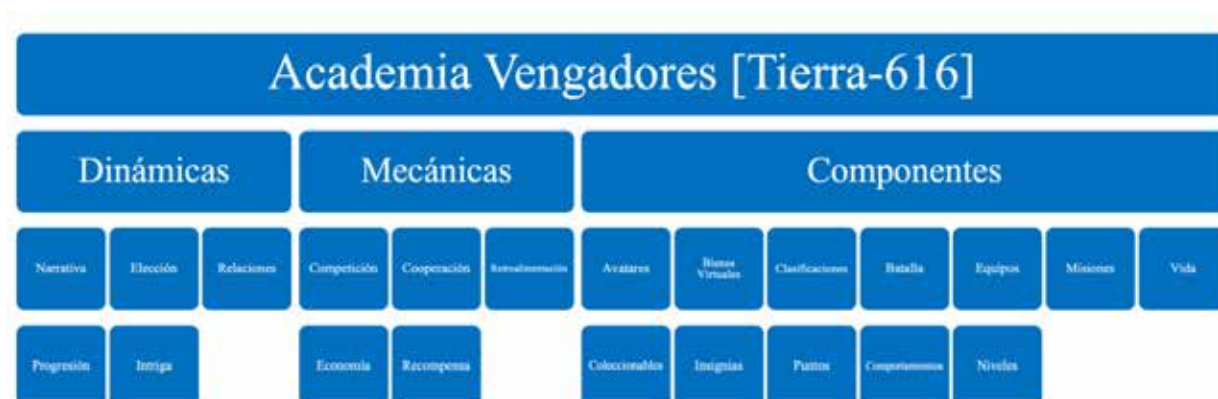 Academia Vengadores [Tierra-616]
Dinámicas
Mecánicas
Componentes
Narrativa
Elección
Relaciones
Competición
Cooperación
Retroalimentación
Avatares
Bienes
Virtuales
Clasificaciones
Batalla
Equipos
Misiones
Vida
Progresión
Intriga
Economía
Recompensa
Coleccionables
Insignias
Puntos
Comportamientos
Niveles